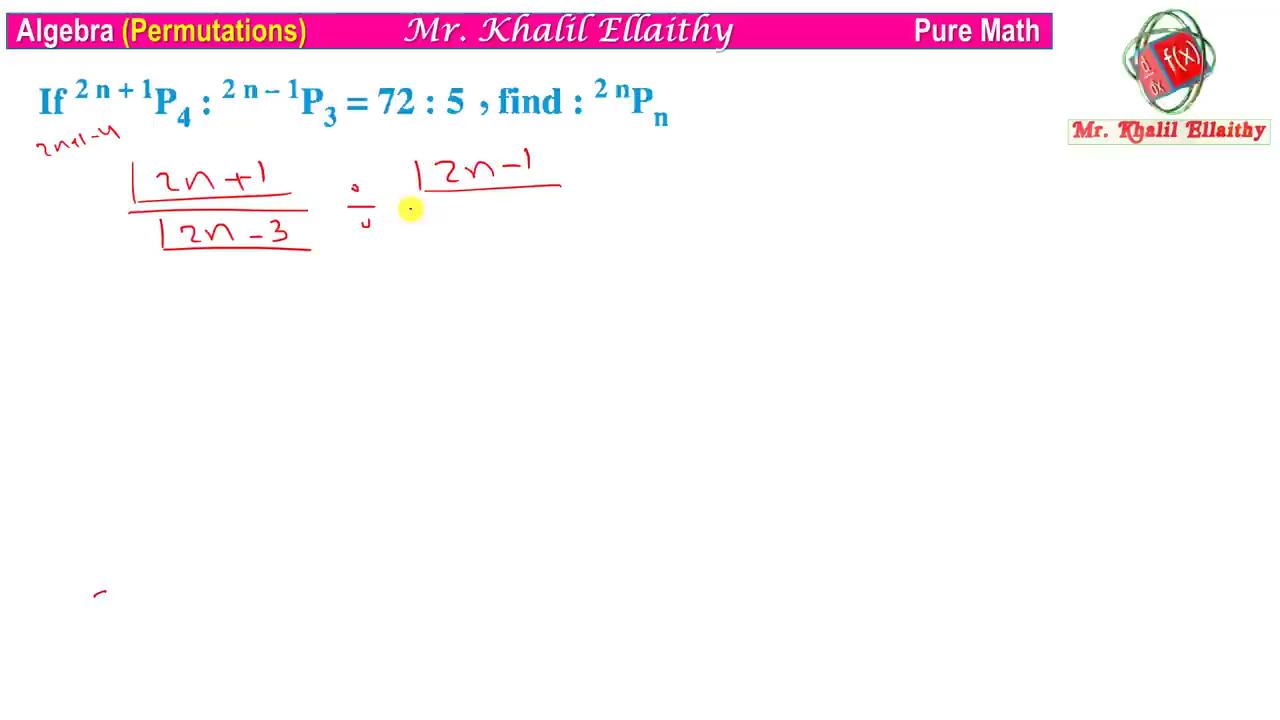 Algebra (Permutations) Mr. Khalil Ellaithy Pure Math
f(x)
d/dx
Mr. Khalil Ellaithy
If ²ⁿ⁺¹P₄ : ²ⁿ⁻¹P₃ = 72 : 5 , find : ²ⁿPₙ
2n+1-4
|2n+1 ÷ |2n-1
|2n-3